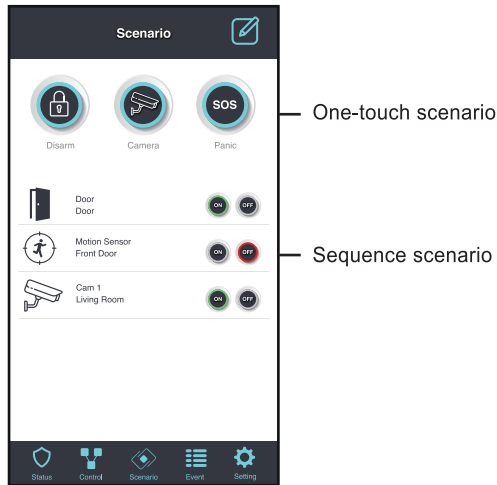 Scenario
SOS
Disarm Camera Panic
One-touch scenario
Door
Door
ON OFF
Motion Sensor
Front Door
ON OFF
Sequence scenario
Cam 1
Living Room
ON OFF
Status Control Scenario Event Setting